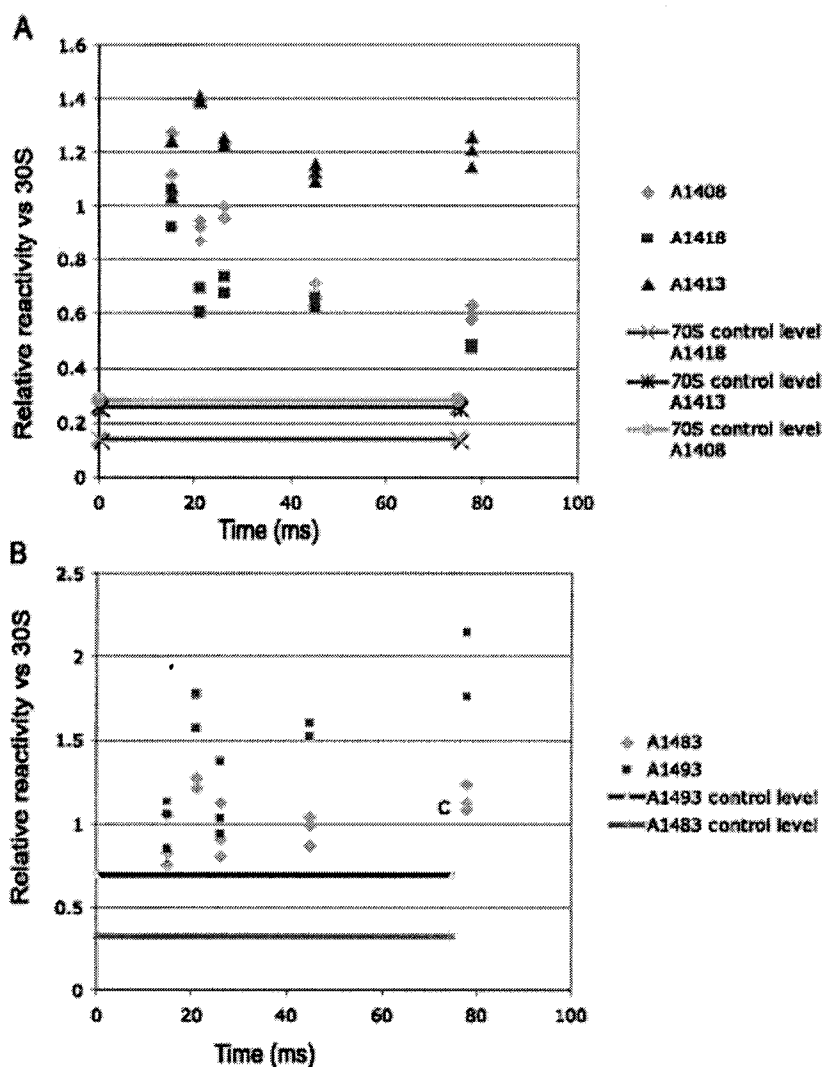 A
Relative reactivity vs 30S
1.6
1.4
1.2
1
0.8
0.6
0.4
0.2
0
0
20
40
60
80
100
Time (ms)
A1408
A1418
A1413
70S control level
A1418
70S control level
A1413
70S control level
A1408
B
Relative reactivity vs 30S
2.5
2
1.5
1
0.5
0
C
0
20
40
60
80
100
Time (ms)
A1483
A1493
A1493 control level
A1483 control level